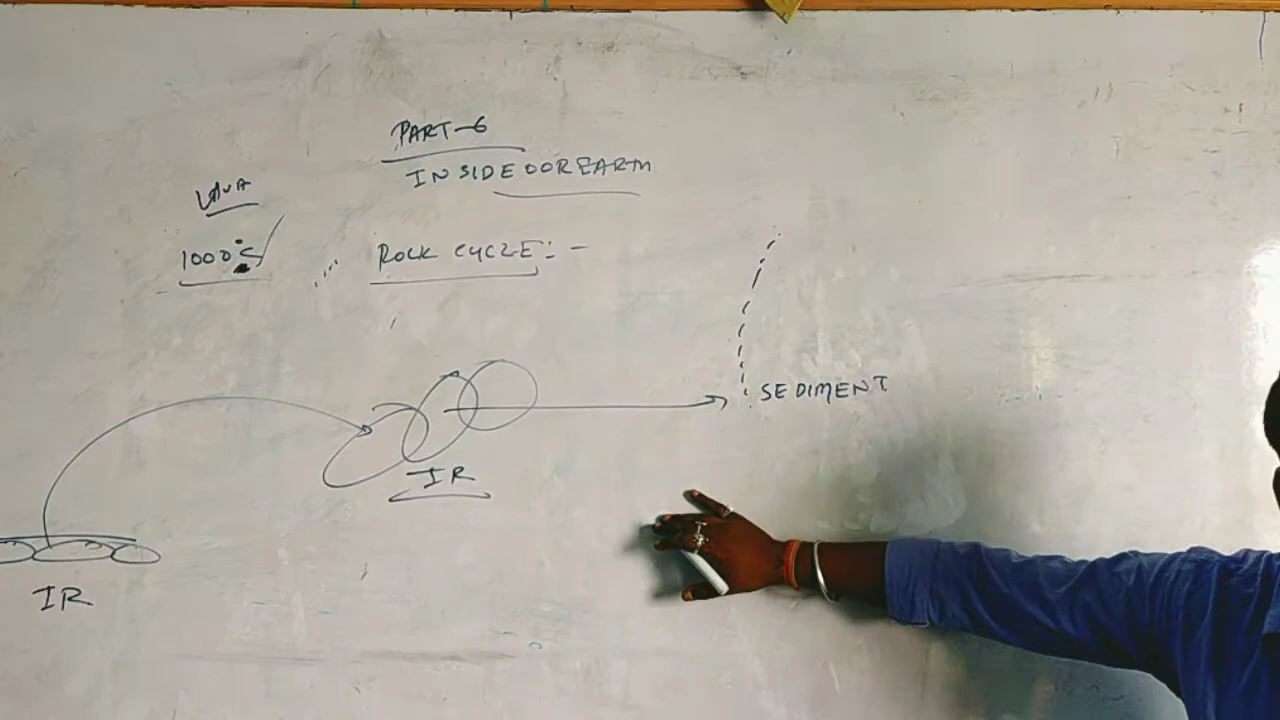 PART-6
INSIDE OOR EARTH
LAVA
1000°C
ROCK CYCLE:-
SEDIMENT
IR
IR